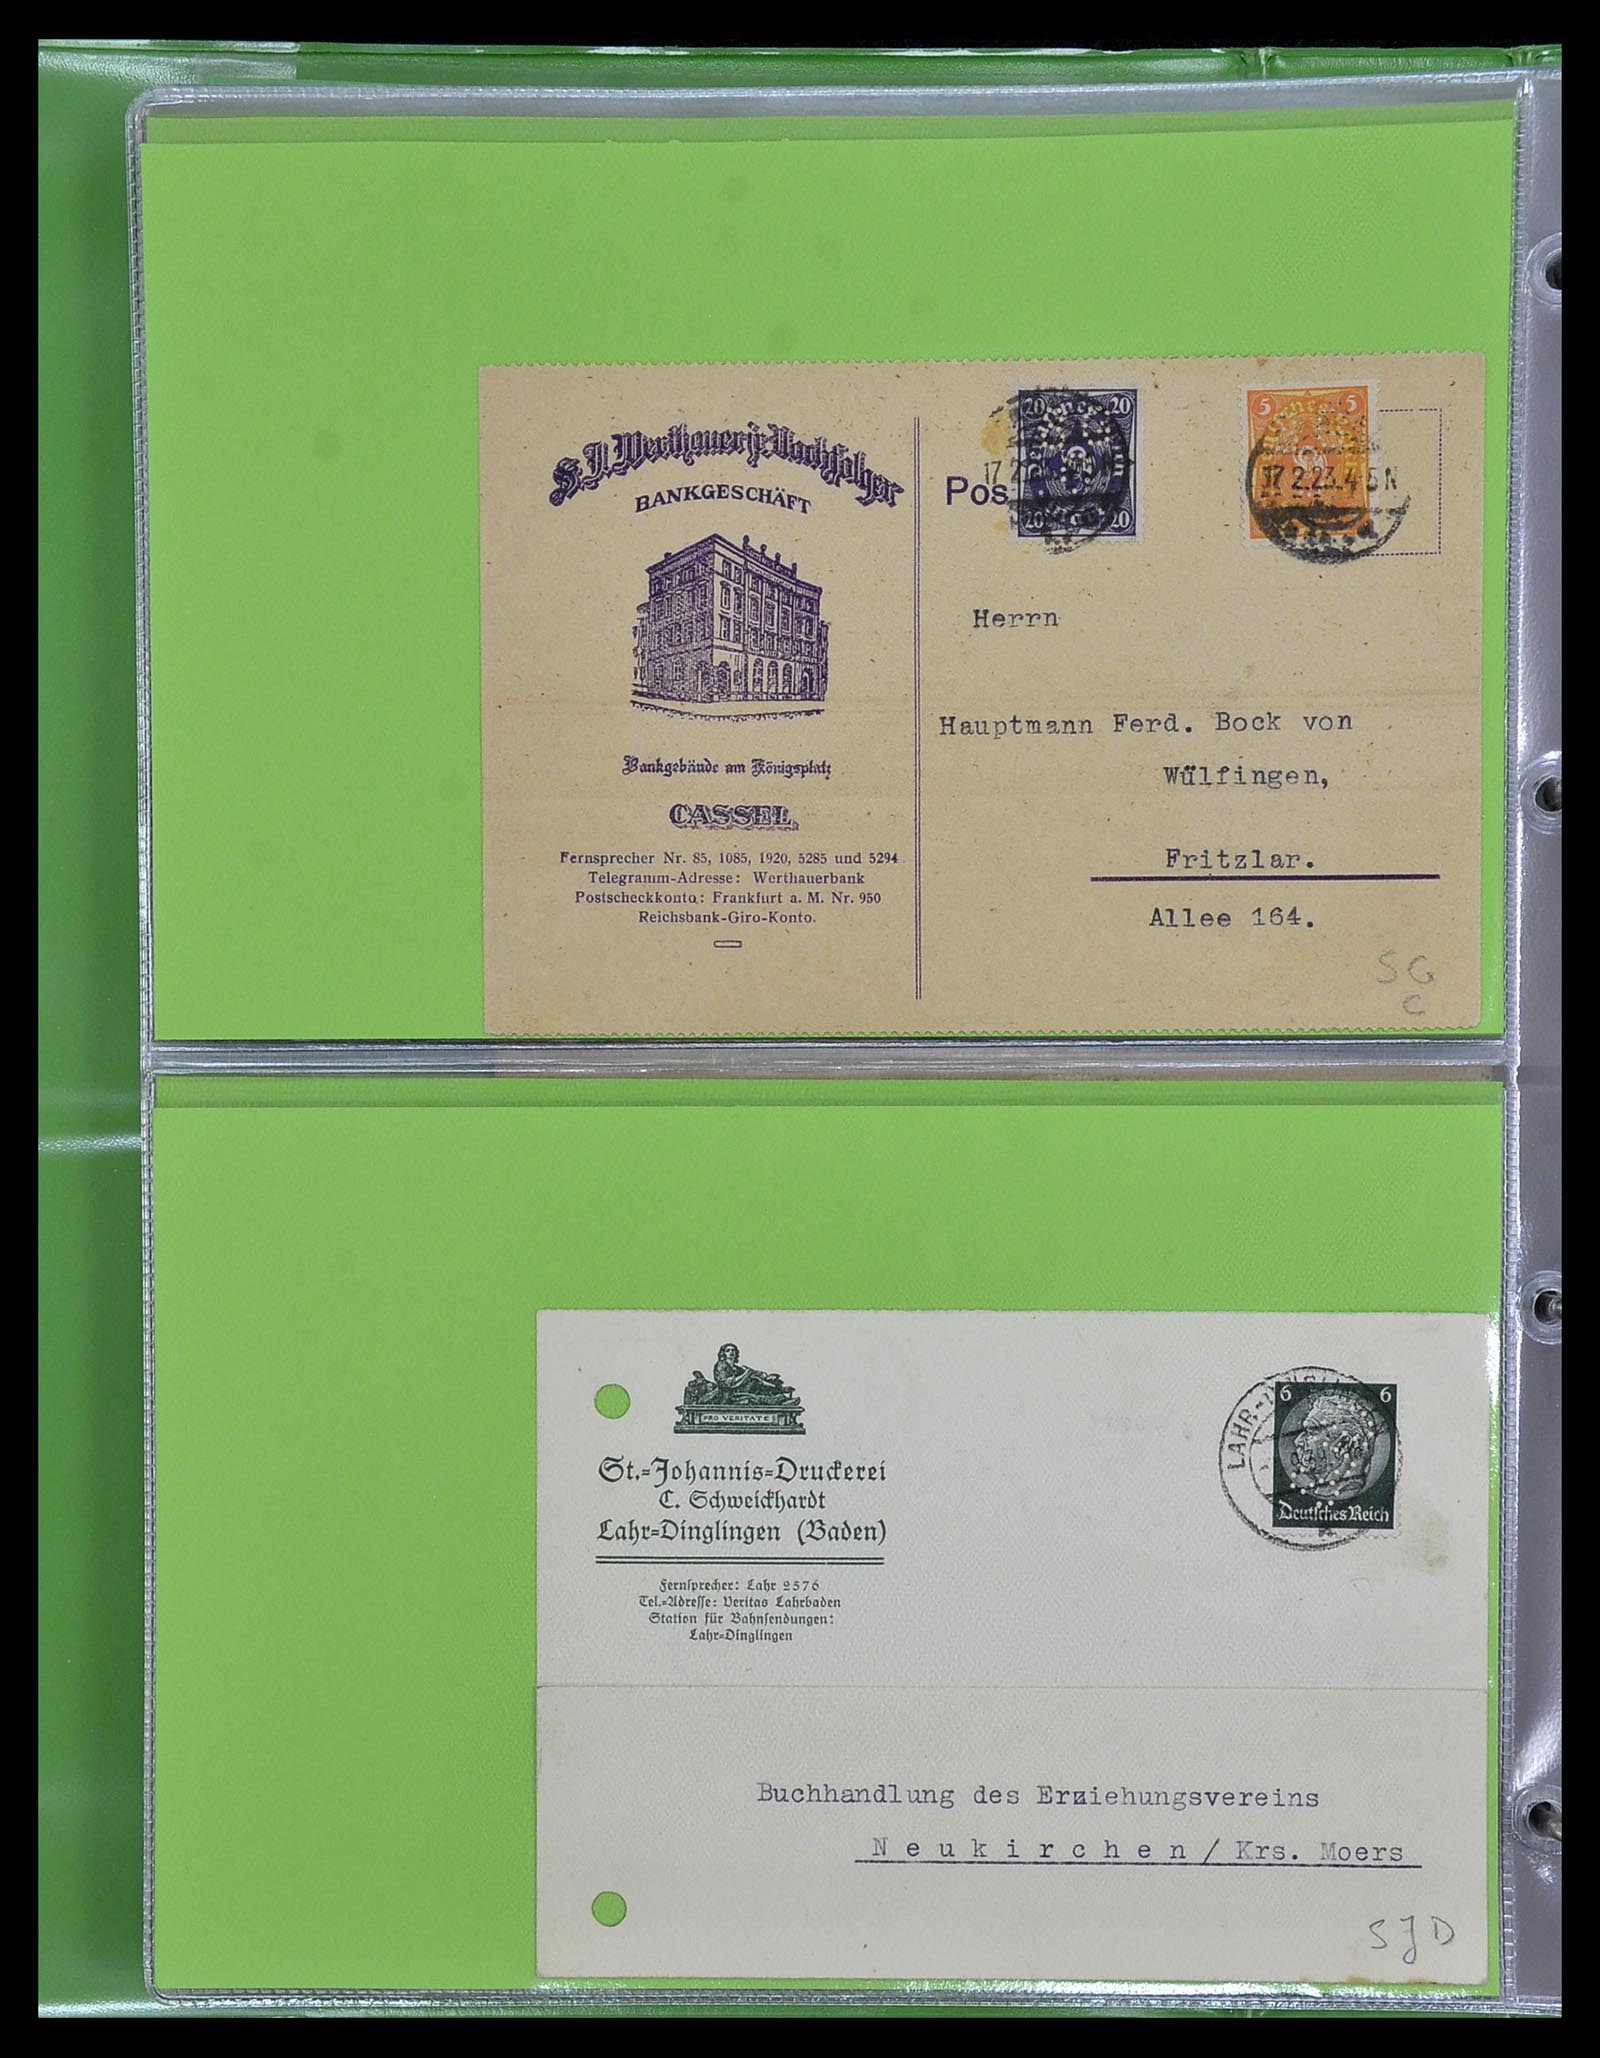 S. J. Werthauer jr. Nachfolger
BANKGESCHÄFT
Bankgebäude am Königsplatz
CASSEL
Fernsprecher Nr. 85, 1085, 1920, 5285 und 5294
Telegramm-Adresse: Werthauerbank
Postscheckkonto: Frankfurt a. M. Nr. 950
Reichsbank-Giro-Konto.
Pos
20 20
20 20
5 5
17.2.23.4-5N
Herrn
Hauptmann Ferd. Bock von
Wülfingen,
Fritzlar.
Allee 164.
SG
C
PRO VERITATE
St.=Johannis=Druckerei
C. Schweickhardt
Lahr=Dinglingen (Baden)
Fernsprecher: Lahr 2576
Tel.=Adresse: Veritas Lahrbaden
Station für Bahnsendungen:
Lahr=Dinglingen
6 6
Deutsches Reich
Buchhandlung des Erziehungsvereins
Neukirchen/Krs. Moers
SJD